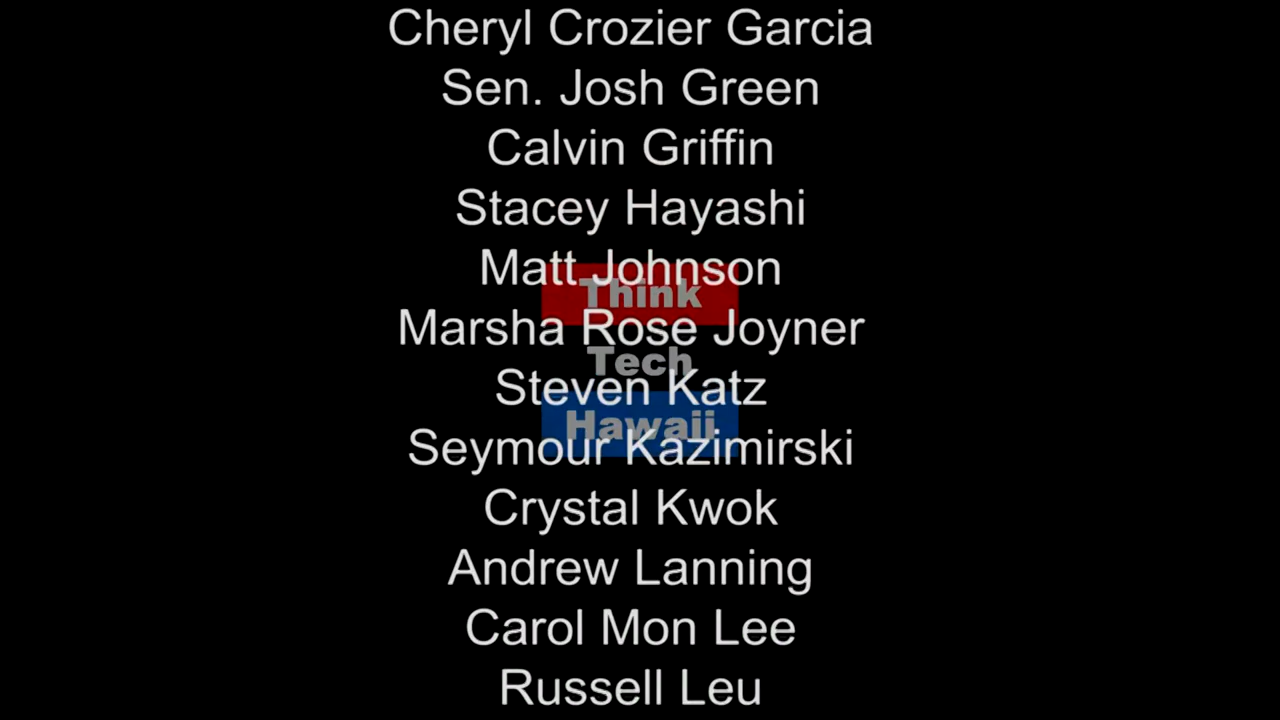 Cheryl Crozier Garcia
Sen. Josh Green
Calvin Griffin
Stacey Hayashi
Matt Johnson
Think
Marsha Rose Joyner
Tech
Steven Katz
Hawaii
Seymour Kazimirski
Crystal Kwok
Andrew Lanning
Carol Mon Lee
Russell Leu